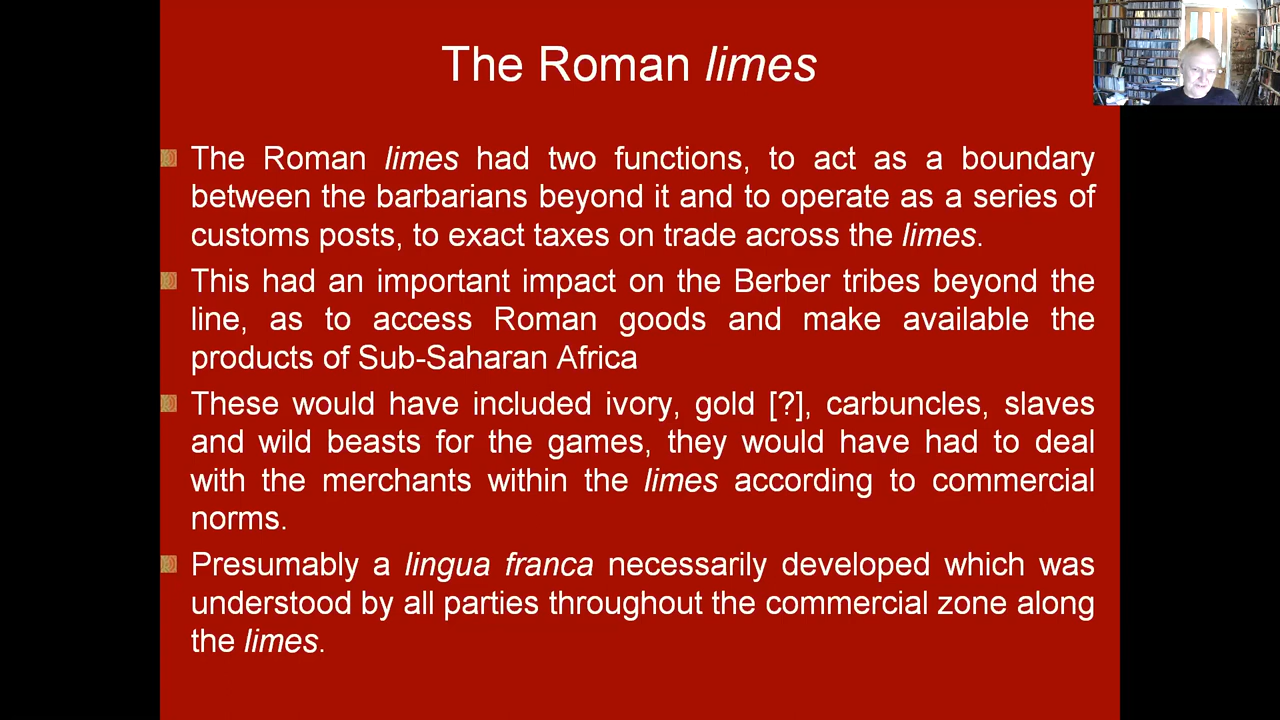 The Roman limes
The Roman limes had two functions, to act as a boundary
between the barbarians beyond it and to operate as a series of
customs posts, to exact taxes on trade across the limes.
This had an important impact on the Berber tribes beyond the
line, as to access Roman goods and make available the
products of Sub-Saharan Africa
These would have included ivory, gold [?], carbuncles, slaves
and wild beasts for the games, they would have had to deal
with the merchants within the limes according to commercial
norms.
Presumably a lingua franca necessarily developed which was
understood by all parties throughout the commercial zone along
the limes.